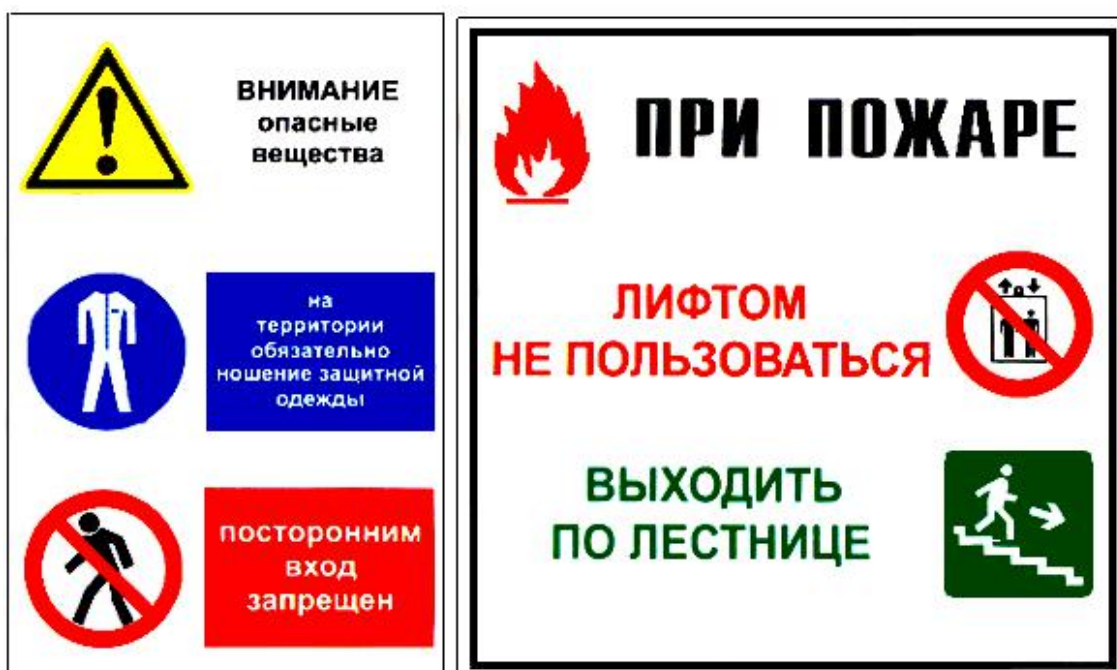 ВНИМАНИЕ
опасные
вещества
на
территории
обязательно
ношение защитной
одежды
посторонним
вход
запрещен
ПРИ ПОЖАРЕ
ЛИФТОМ
НЕ ПОЛЬЗОВАТЬСЯ
ВЫХОДИТЬ
ПО ЛЕСТНИЦЕ